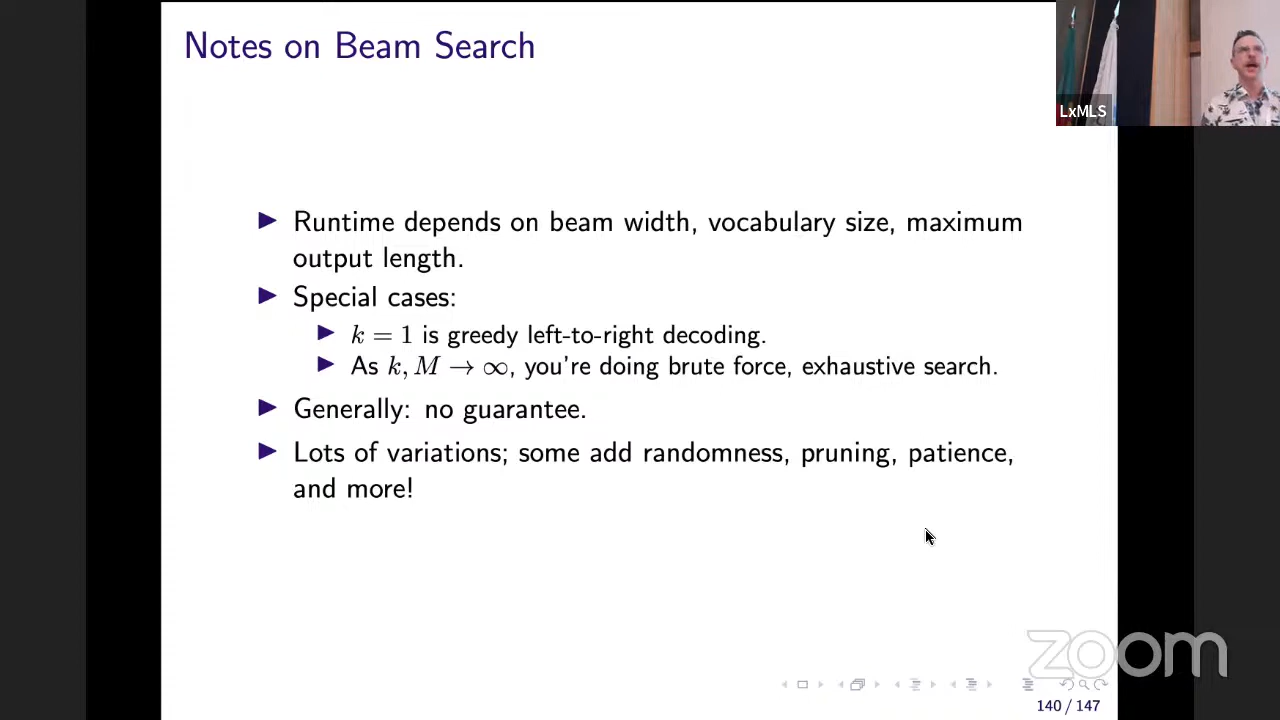 Notes on Beam Search
LxMLS
Runtime depends on beam width, vocabulary size, maximum
output length.
Special cases:
k = 1 is greedy left-to-right decoding.
As k, M → ∞, you're doing brute force, exhaustive search.
Generally: no guarantee.
Lots of variations; some add randomness, pruning, patience,
and more!
zoom
140 / 147